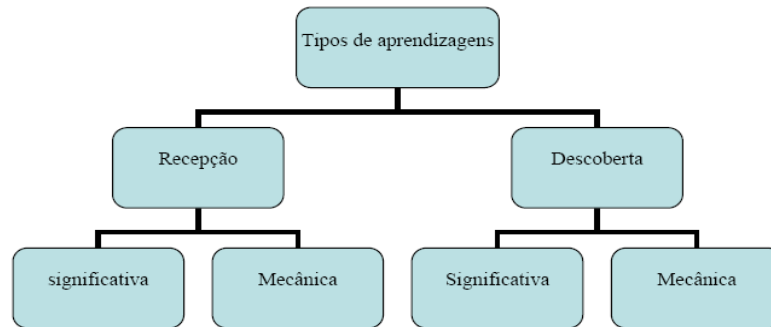 Tipos de aprendizagens
Recepção
Descoberta
significativa
Mecânica
Significativa
Mecânica